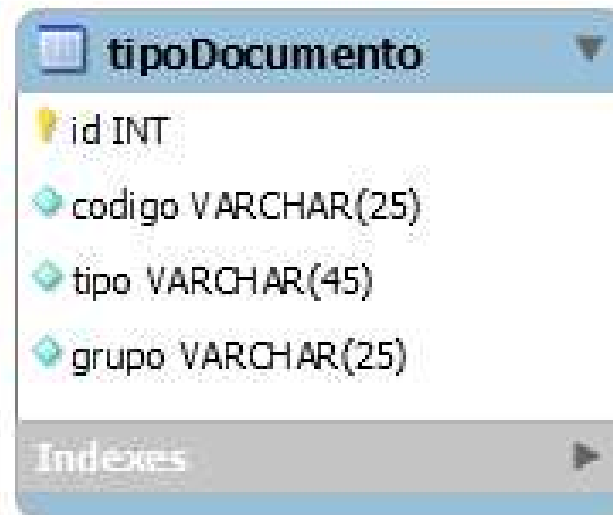 tipoDocumento
id INT
codigo VARCHAR(25)
tipo VARCHAR(45)
grupo VARCHAR(25)
Indexes